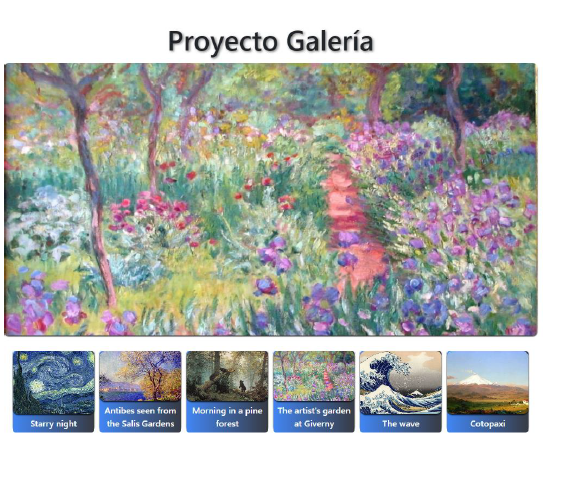 Proyecto Galería
Starry night
Antibes seen from
the Salis Gardens
Morning in a pine
forest
The artist's garden
at Giverny
The wave
Cotopaxi